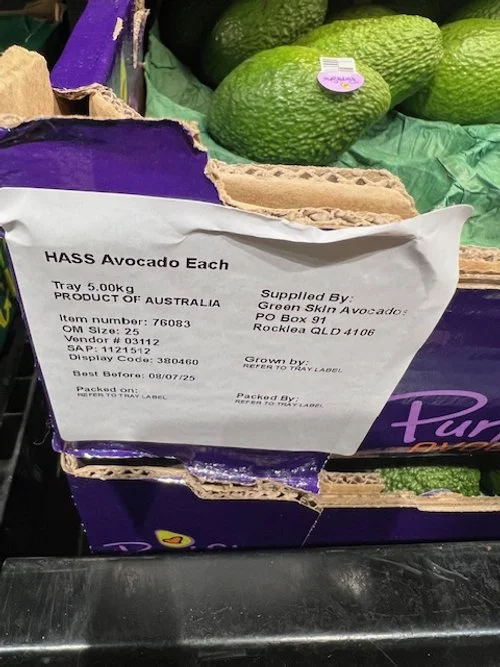 HASS Avocado Each
Tray 5.00kg
PRODUCT OF AUSTRALIA
Item number: 76083
OM Size: 25
Vendor # 03112
SAP: 1121512
Display Code: 380460
Best Before: 08/07/25
Packed on:
REFER TO TRAY LABEL
Supplied By:
Green Skin Avocados
PO Box 91
Rocklea QLD 4106
Grown by:
REFER TO TRAY LABEL
Packed By:
REFER TO TRAY LABEL
Pur